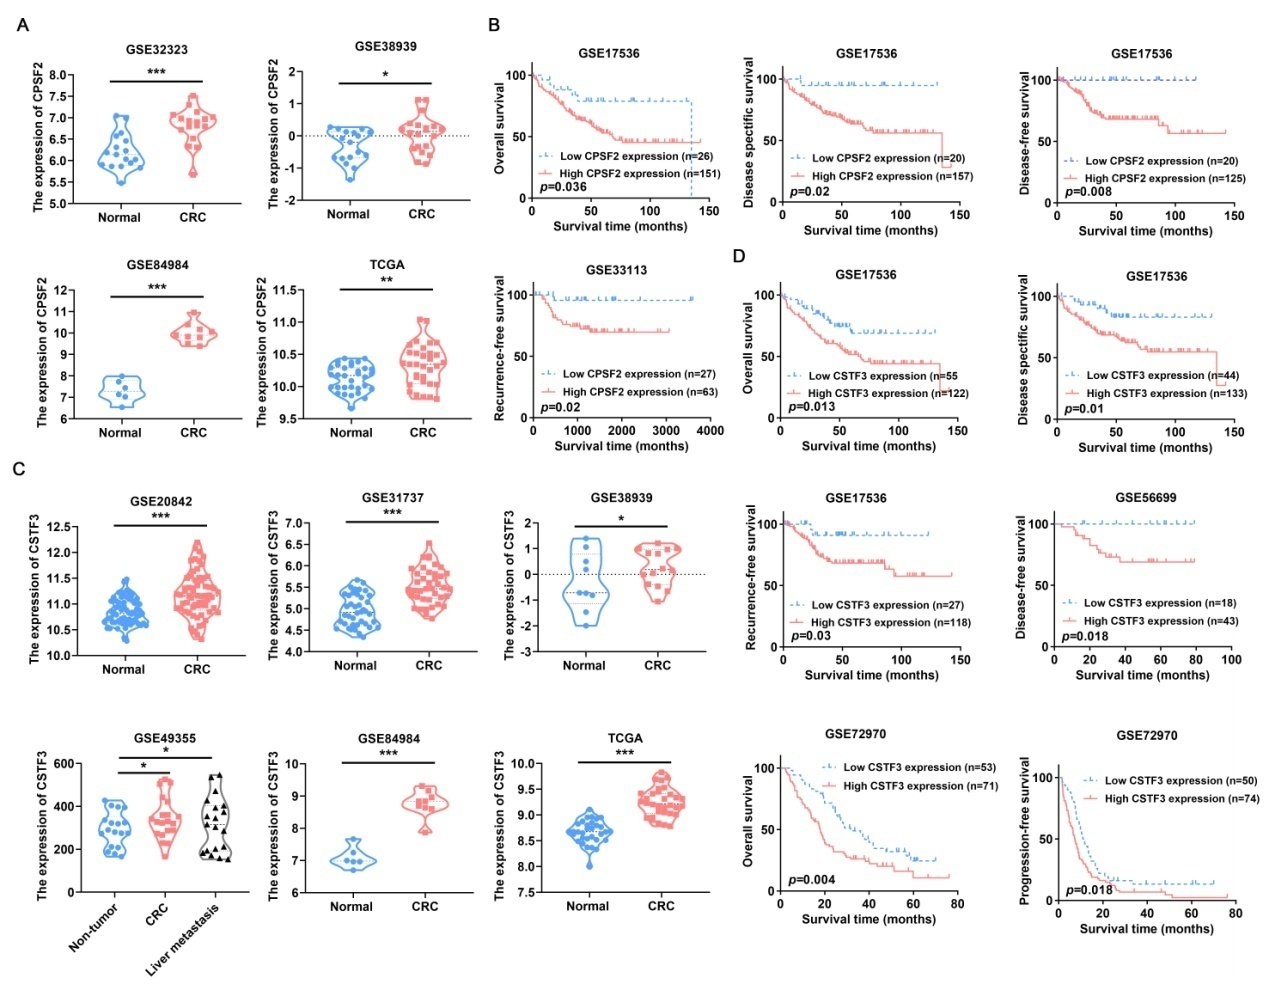 A
GSE32323
***
The expression of CPSF2
8.0
7.5
7.0
6.5
6.0
5.5
5.0
Normal
CRC
GSE38939
*
The expression of CPSF2
2
1
0
-1
-2
Normal
CRC
GSE84984
***
The expression of CPSF2
12
11
10
9
8
7
6
Normal
CRC
TCGA
**
The expression of CPSF2
11.5
11.0
10.5
10.0
9.5
Normal
CRC
B
GSE17536
Overall survival
100
50
0
Low CPSF2 expression (n=26)
High CPSF2 expression (n=151)
p=0.036
0 50 100 150
Survival time (months)
GSE17536
Disease specific survival
100
50
0
Low CPSF2 expression (n=20)
High CPSF2 expression (n=157)
p=0.02
0 50 100 150
Survival time (months)
GSE17536
Disease-free survival
100
50
0
Low CPSF2 expression (n=20)
High CPSF2 expression (n=125)
p=0.008
0 50 100 150
Survival time (months)
GSE33113
Recurrence-free survival
100
50
0
Low CPSF2 expression (n=27)
High CPSF2 expression (n=63)
p=0.02
0 1000 2000 3000 4000
Survival time (months)
C
GSE20842
***
The expression of CSTF3
12.5
12.0
11.5
11.0
10.5
10.0
Normal
CRC
GSE31737
***
The expression of CSTF3
7.0
6.5
6.0
5.5
5.0
4.5
4.0
Normal
CRC
GSE38939
*
The expression of CSTF3
2
1
0
-1
-2
-3
Normal
CRC
GSE49355
*
*
The expression of CSTF3
600
400
200
0
Non-tumor
CRC
Liver metastasis
GSE84984
***
The expression of CSTF3
10
9
8
7
6
Normal
CRC
TCGA
***
The expression of CSTF3
10.0
9.5
9.0
8.5
8.0
7.5
Normal
CRC
D
GSE17536
Overall survival
100
50
0
Low CSTF3 expression (n=55
High CSTF3 expression (n=122)
p=0.013
0 50 100 150
Survival time (months)
GSE17536
Disease specific survival
100
50
0
Low CSTF3 expression (n=44)
High CSTF3 expression (n=133)
p=0.01
0 50 100 150
Survival time (months)
GSE17536
Recurrence-free survival
100
50
0
Low CSTF3 expression (n=27)
High CSTF3 expression (n=118)
p=0.03
0 50 100 150
Survival time (months)
GSE56699
Disease-free survival
100
50
0
Low CSTF3 expression (n=18)
High CSTF3 expression (n=43)
p=0.018
0 20 40 60 80 100
Survival time (months)
GSE72970
Overall survival
100
50
0
Low CSTF3 expression (n=53)
High CSTF3 expression (n=71)
p=0.004
0 20 40 60 80
Survival time (months)
GSE72970
Progression-free survival
100
50
0
Low CSTF3 expression (n=50)
High CSTF3 expression (n=74)
p=0.018
0 20 40 60 80
Survival time (months)